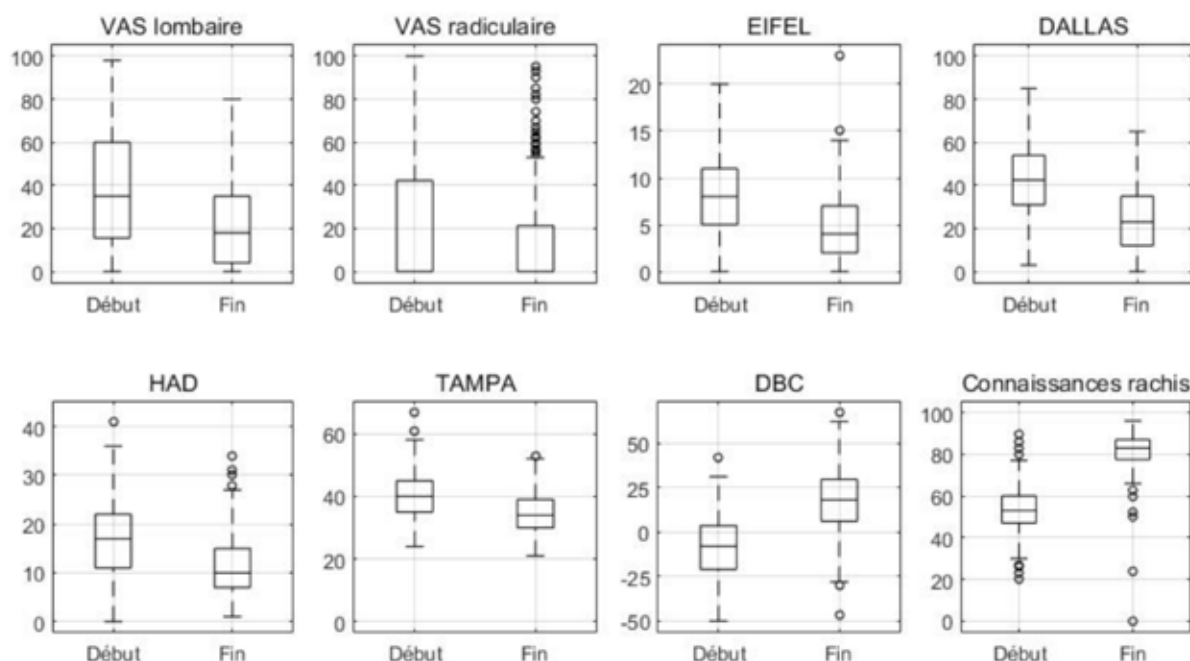 VAS lombaire
100
80
60
40
20
0
Début Fin
VAS radiculaire
100
80
60
40
20
0
Début Fin
EIFEL
20
15
10
5
0
Début Fin
DALLAS
100
80
60
40
20
0
Début Fin
HAD
40
30
20
10
0
Début Fin
TAMPA
60
40
20
0
Début Fin
DBC
50
25
0
-25
-50
Début Fin
Connaissances rachis
100
80
60
40
20
0
Début Fin